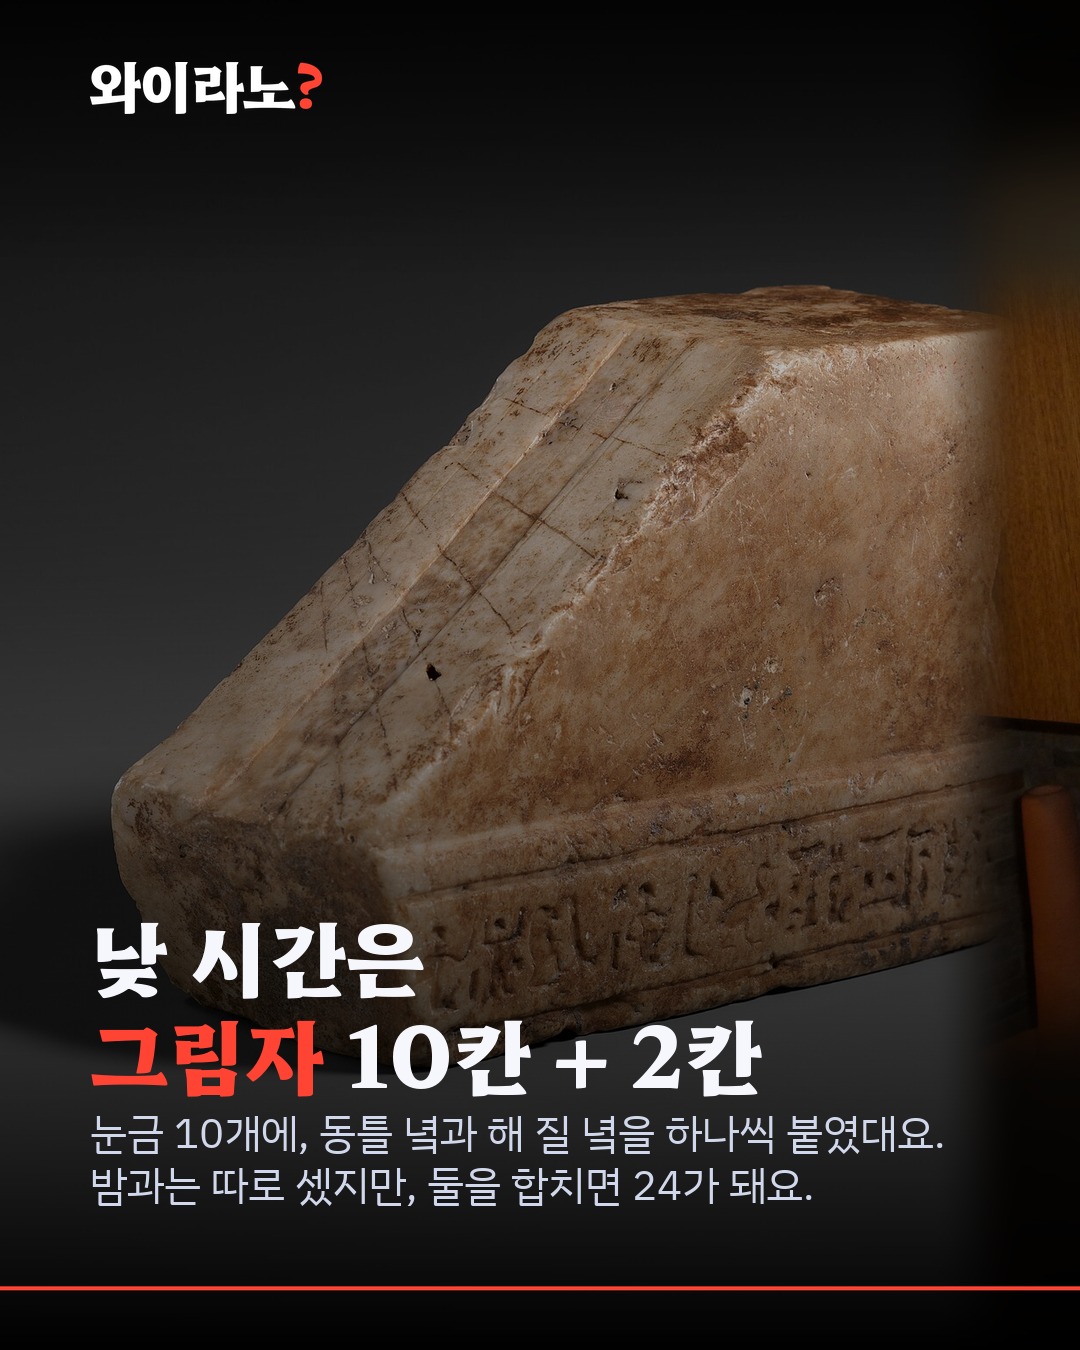 와이라노?
낮 시간은
그림자 10칸 + 2칸
눈금 10개에, 동틀 녘과 해 질 녘을 하나씩 붙였대요.
밤과는 따로 셌지만, 둘을 합치면 24가 돼요.